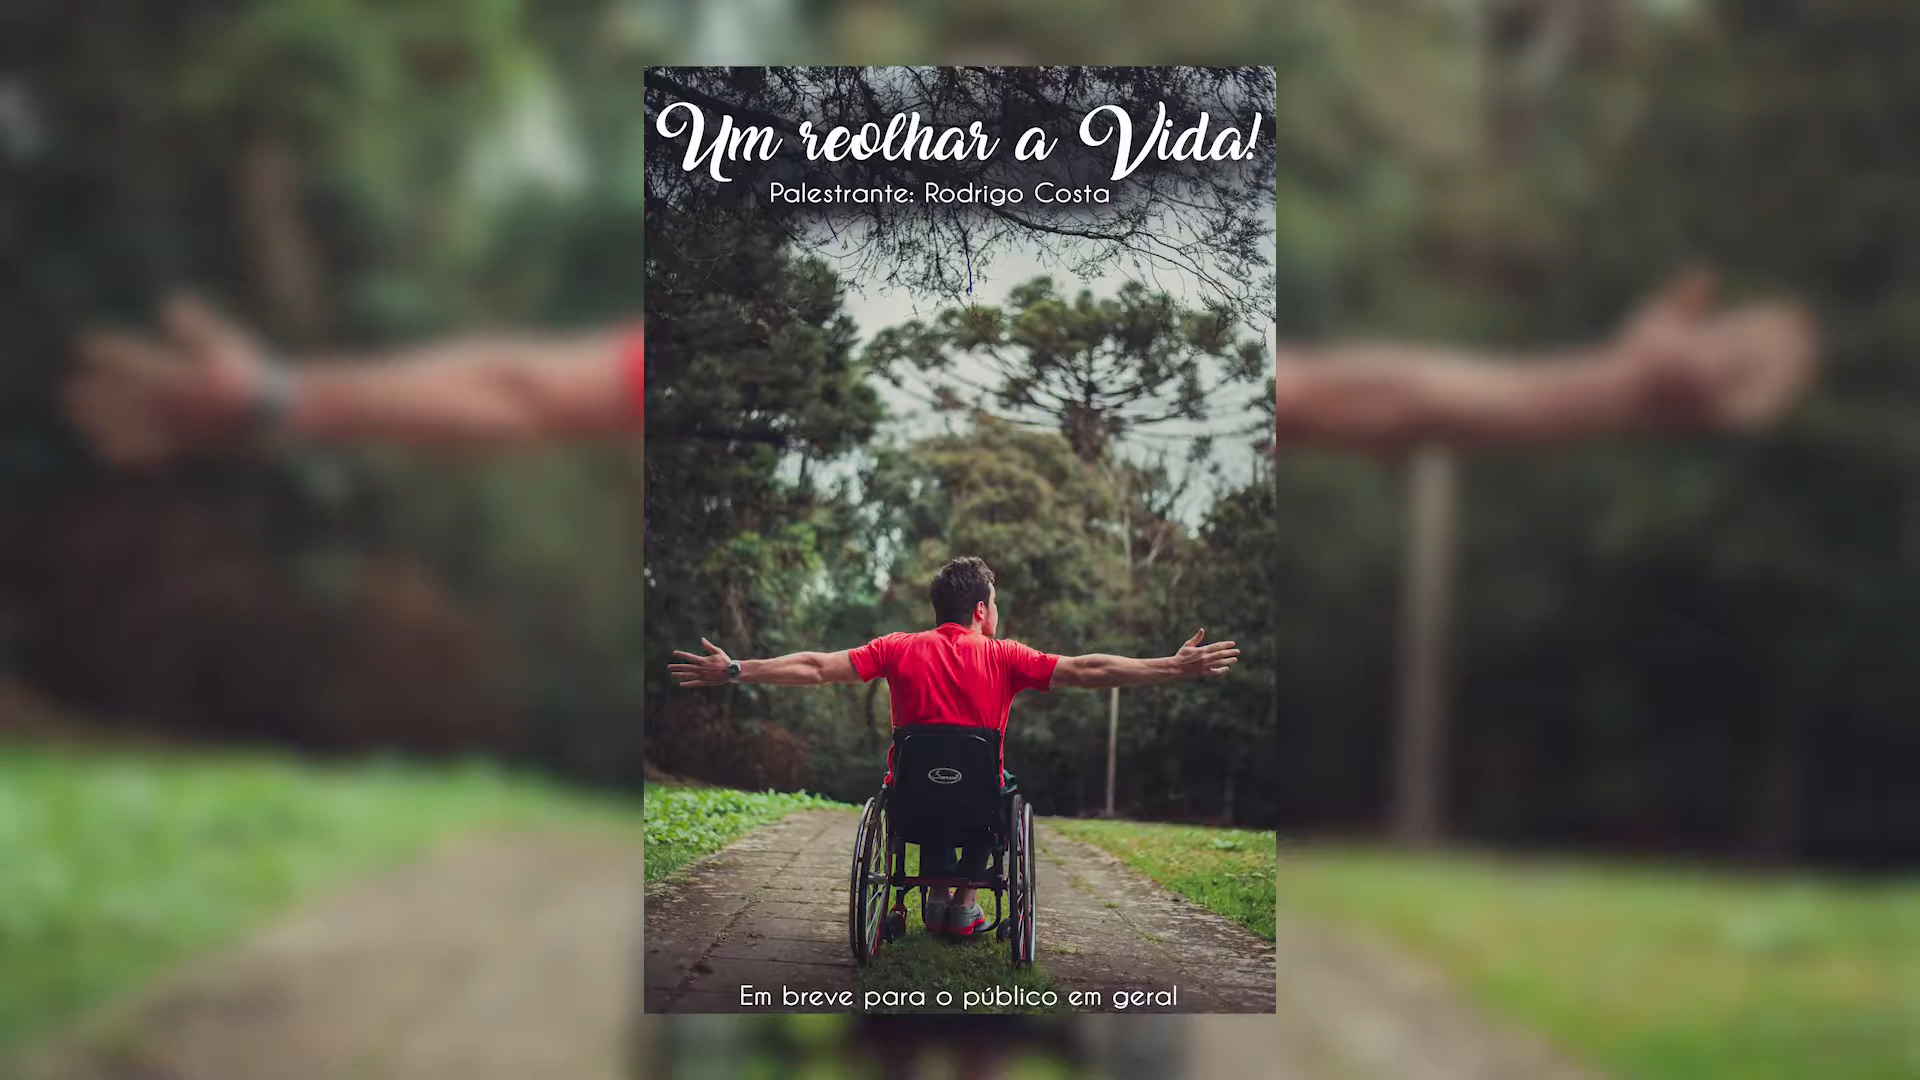 Um reolhar a Vida!
Palestrante: Rodrigo Costa
Em breve para o público em geral